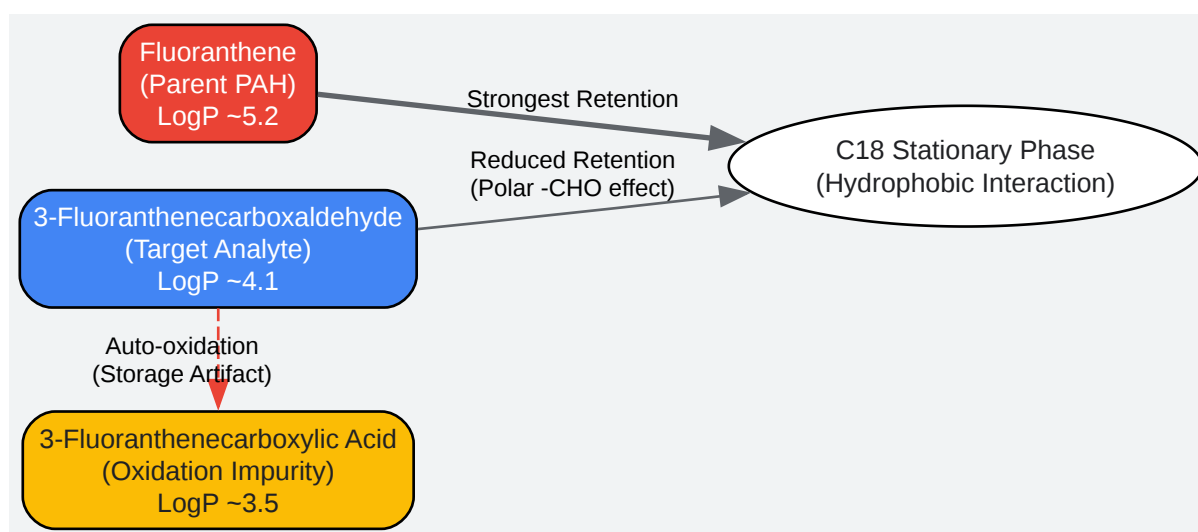 Fluoranthene
(Parent PAH)
LogP ~5.2
Strongest Retention
C18 Stationary Phase
(Hydrophobic Interaction)
Reduced Retention
(Polar -CHO effect)
3-Fluoranthenecarboxaldehyde
(Target Analyte)
LogP ~4.1
Auto-oxidation
(Storage Artifact)
3-Fluoranthenecarboxylic Acid
(Oxidation Impurity)
LogP ~3.5